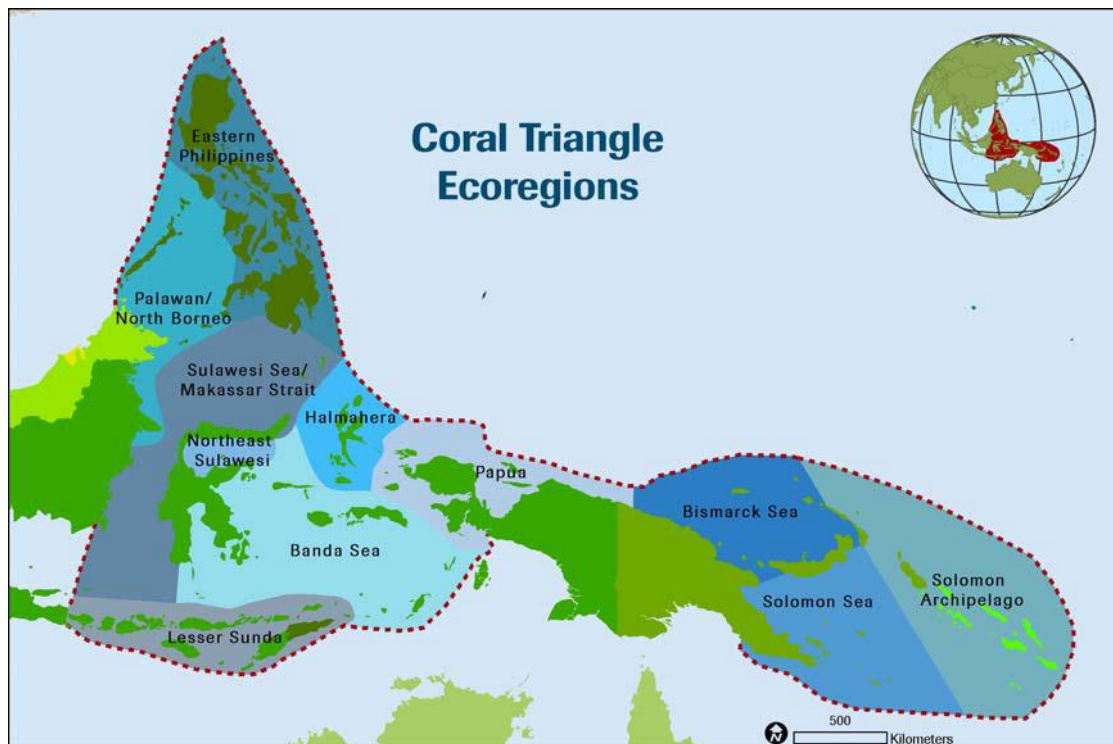 Coral Triangle
Ecoregions
Eastern
Philippines
Palawan/
North Borneo
Sulawesi Sea/
Makassar Strait
Halmahera
Northeast
Sulawesi
Papua
Banda Sea
Bismarck Sea
Solomon
Archipelago
Solomon Sea
Lesser Sunda
500
N
Kilometers